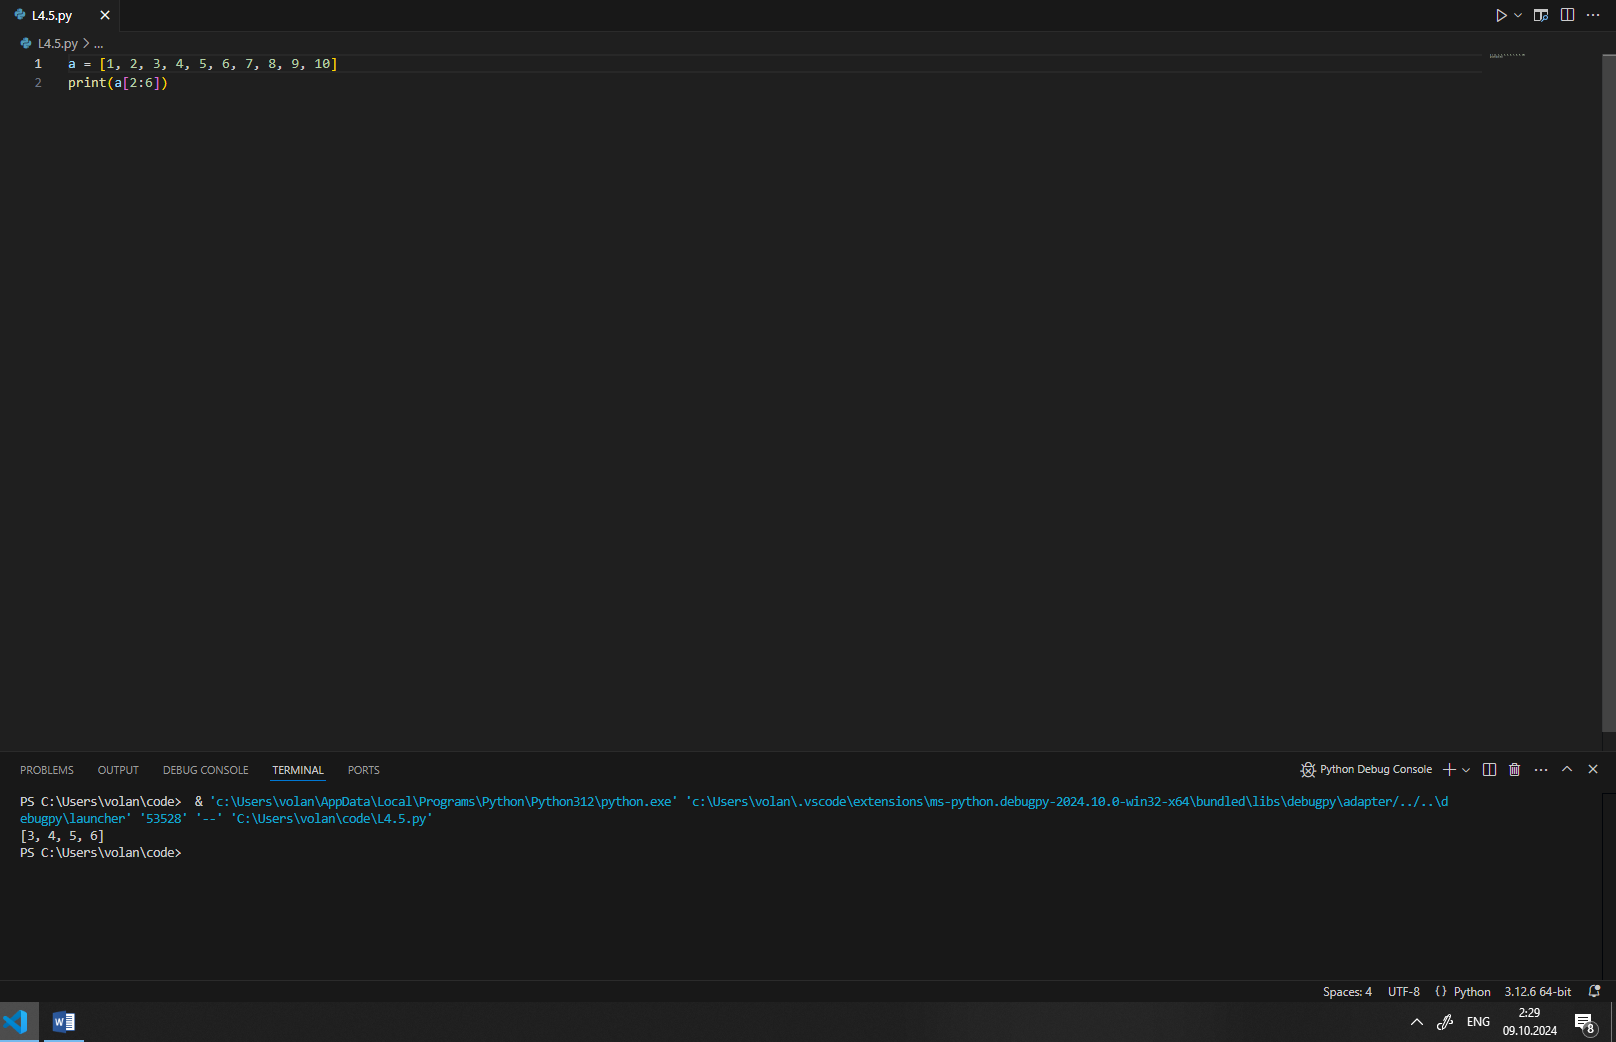 L4.5.py
L4.5.py > ...
1 a = [1, 2, 3, 4, 5, 6, 7, 8, 9, 10]
2 print(a[2:6])
PROBLEMS OUTPUT DEBUG CONSOLE TERMINAL PORTS Python Debug Console
PS C:\Users\volan\code>  & 'c:\Users\volan\AppData\Local\Programs\Python\Python312\python.exe' 'c:\Users\volan\.vscode\extensions\ms-python.debugpy-2024.10.0-win32-x64\bundled\libs\debugpy\adapter/../..\d
ebugpy\launcher' '53528' '--' 'C:\Users\volan\code\L4.5.py'
[3, 4, 5, 6]
PS C:\Users\volan\code>
Spaces: 4 UTF-8 {} Python 3.12.6 64-bit
W ENG 2:29
09.10.2024 8